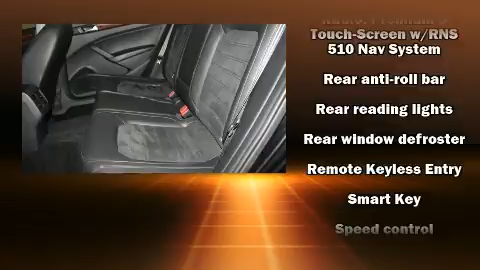 Touch-Screen w/RNS
510 Nav System
Rear anti-roll bar
Rear reading lights
Rear window defroster
Remote Keyless Entry
Smart Key
Speed control